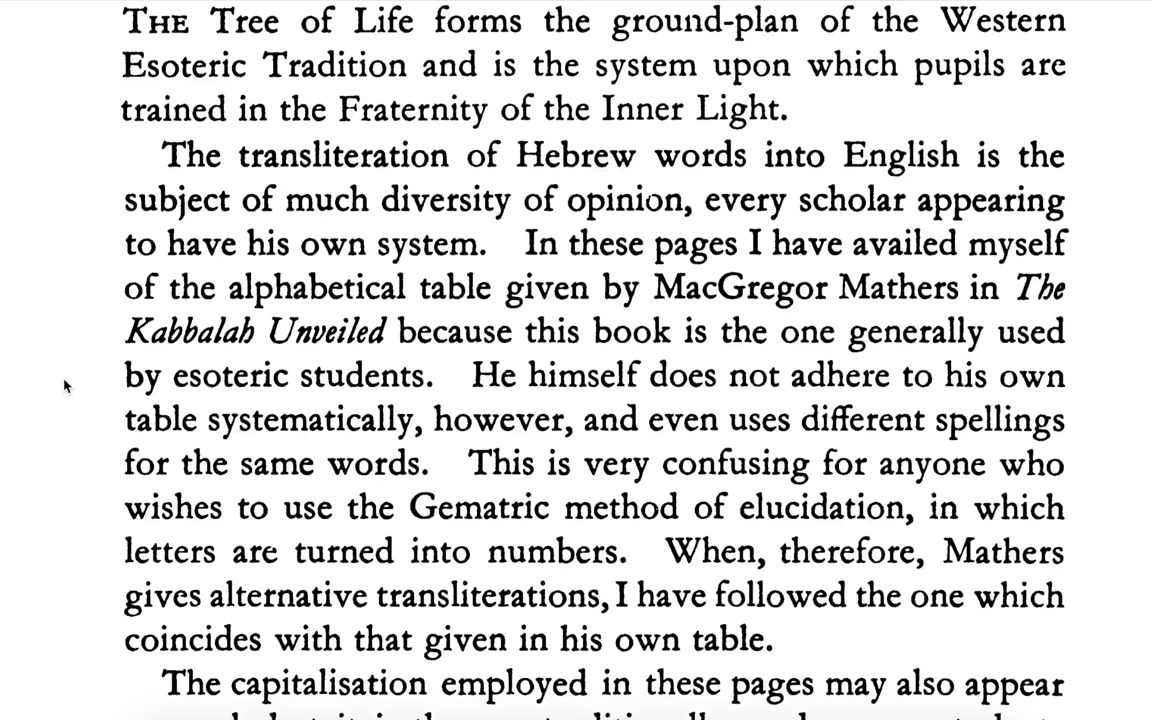 THE Tree of Life forms the ground-plan of the Western
Esoteric Tradition and is the system upon which pupils are
trained in the Fraternity of the Inner Light.
The transliteration of Hebrew words into English is the
subject of much diversity of opinion, every scholar appearing
to have his own system. In these pages I have availed myself
of the alphabetical table given by MacGregor Mathers in The
Kabbalah Unveiled because this book is the one generally used
by esoteric students. He himself does not adhere to his own
table systematically, however, and even uses different spellings
for the same words. This is very confusing for anyone who
wishes to use the Gematric method of elucidation, in which
letters are turned into numbers. When, therefore, Mathers
gives alternative transliterations, I have followed the one which
coincides with that given in his own table.
The capitalisation employed in these pages may also appear